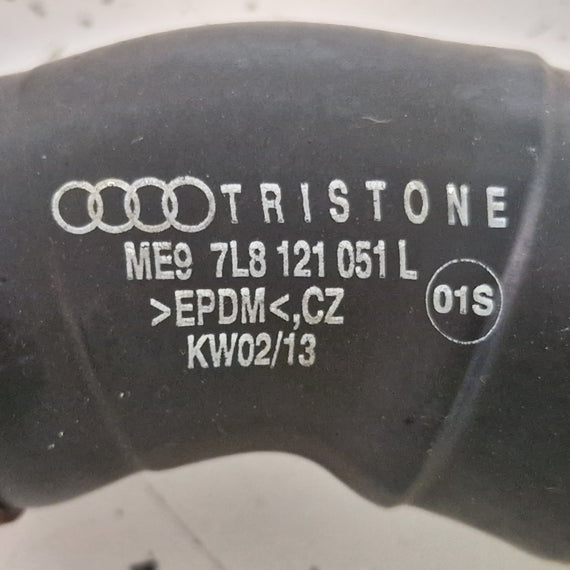 TRISTONE
ME9 7L8 121 051 L
>EPDM<,CZ
01S
KW02/13